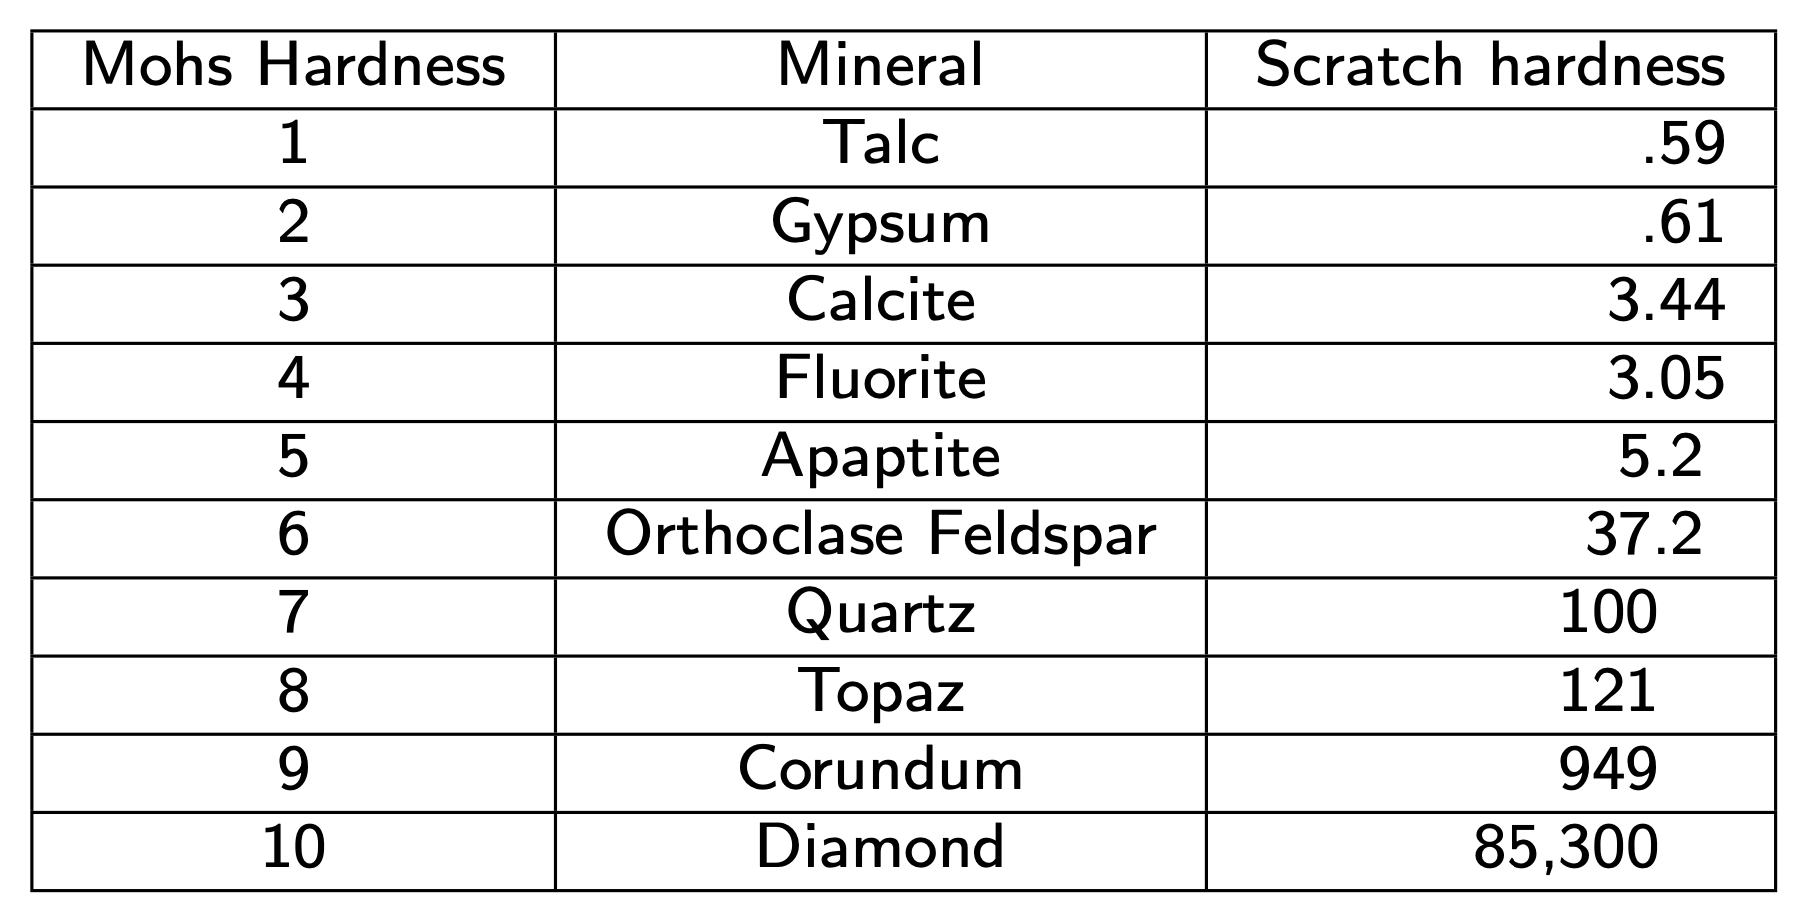 Mohs Hardness Mineral Scratch hardness
1 Talc .59
2 Gypsum .61
3 Calcite 3.44
4 Fluorite 3.05
5 Apaptite 5.2
6 Orthoclase Feldspar 37.2
7 Quartz 100
8 Topaz 121
9 Corundum 949
10 Diamond 85,300